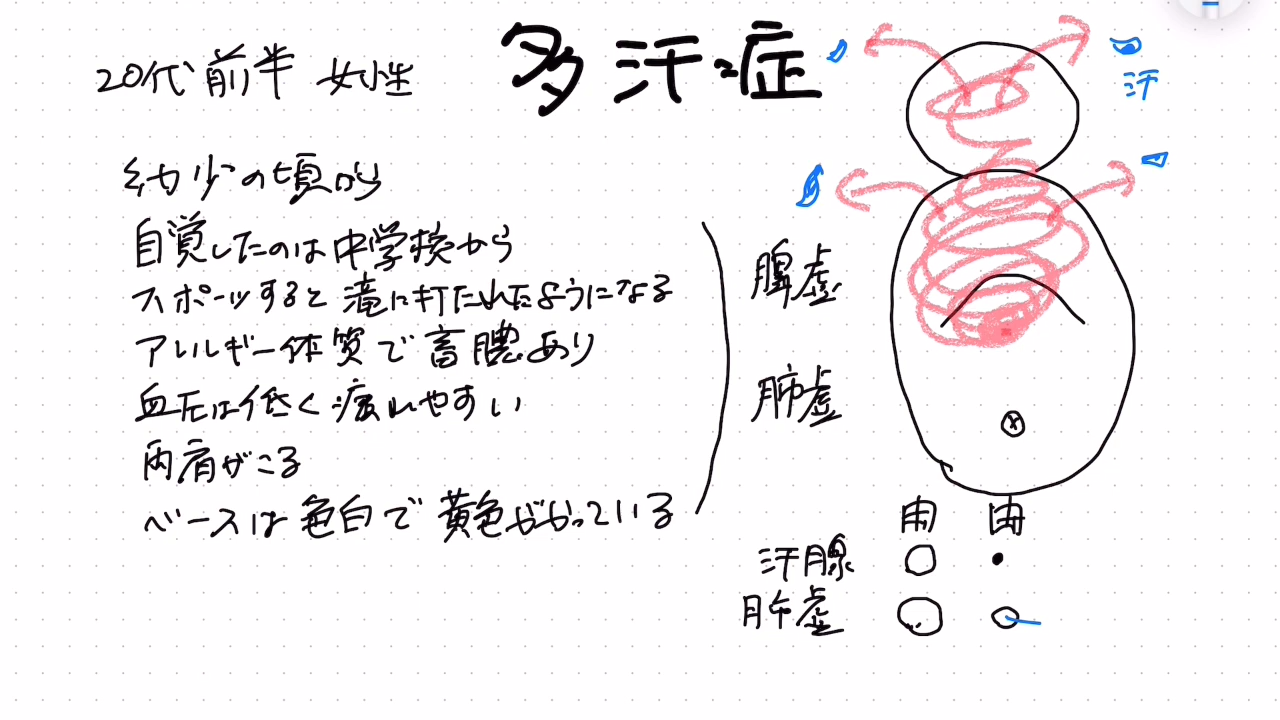 多汗症
20代前半 女性
幼少の頃から
自覚したのは中学校から
スポーツすると滝に打たれたようになる
アレルギー体質で蓄膿あり
血圧は低く疲れやすい
両肩がこる
ベースは色白で黄色がかっている
汗
脾虚
肺虚
開 閉
汗腺
肺虚